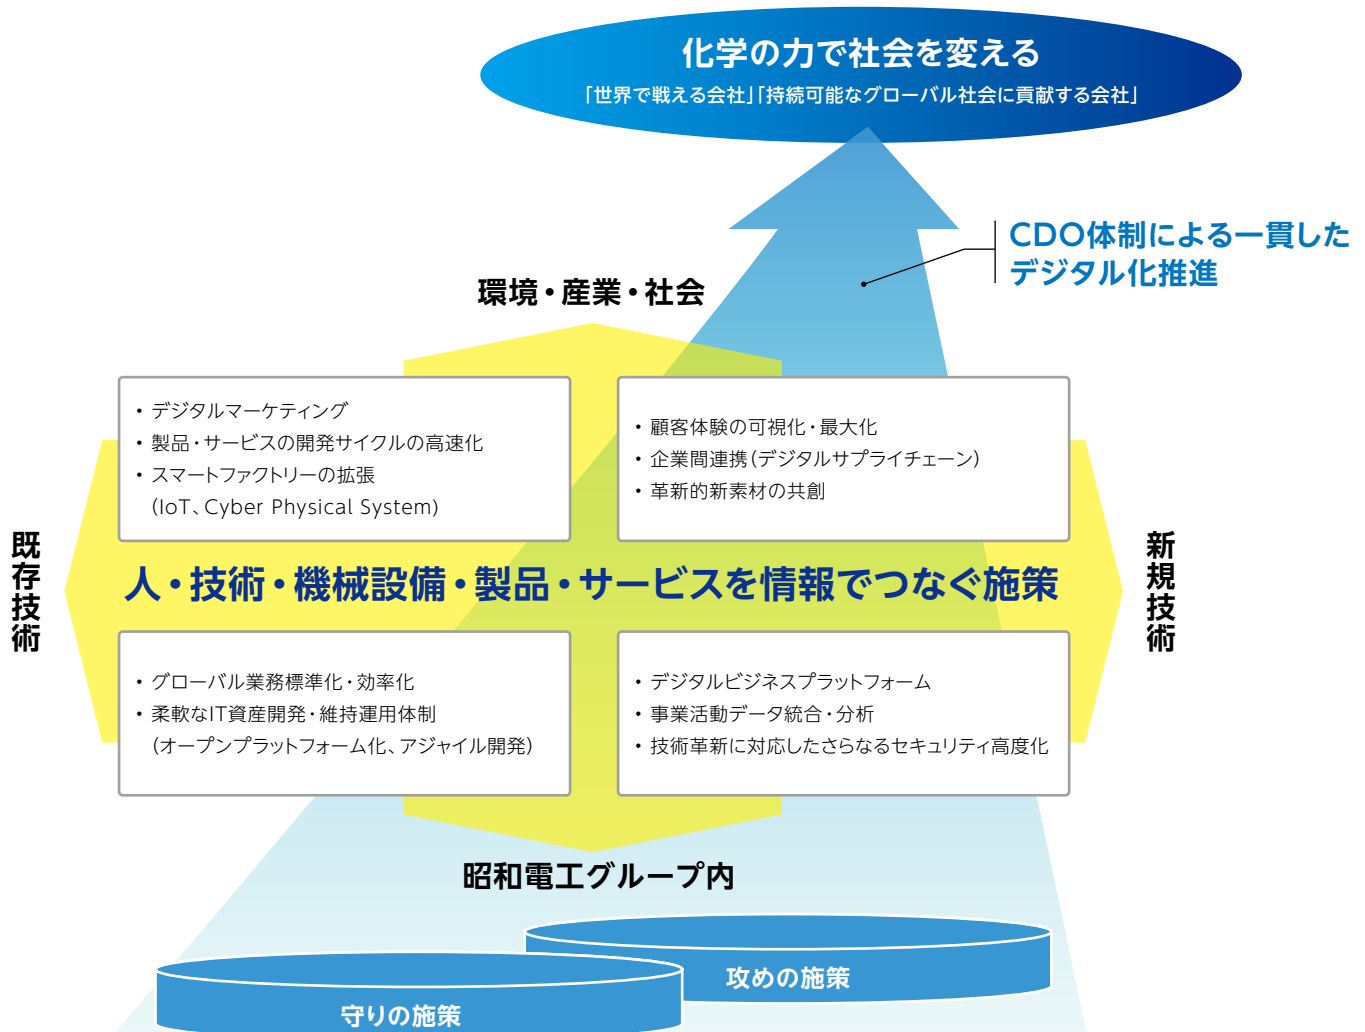 化学の力で社会を変える
「世界で戦える会社」「持続可能なグローバル社会に貢献する会社」
CDO体制による一貫した
デジタル化推進
環境・産業・社会
・デジタルマーケティング
・製品・サービスの開発サイクルの高速化
・スマートファクトリーの拡張
(IoT、Cyber Physical System)
・顧客体験の可視化・最大化
・企業間連携(デジタルサプライチェーン)
・革新的新素材の共創
既存技術
人・技術・機械設備・製品・サービスを情報でつなぐ施策
新規技術
・グローバル業務標準化・効率化
・柔軟なIT資産開発・維持運用体制
(オープンプラットフォーム化、アジャイル開発)
・デジタルビジネスプラットフォーム
・事業活動データ統合・分析
・技術革新に対応したさらなるセキュリティ高度化
昭和電工グループ内
攻めの施策
守りの施策